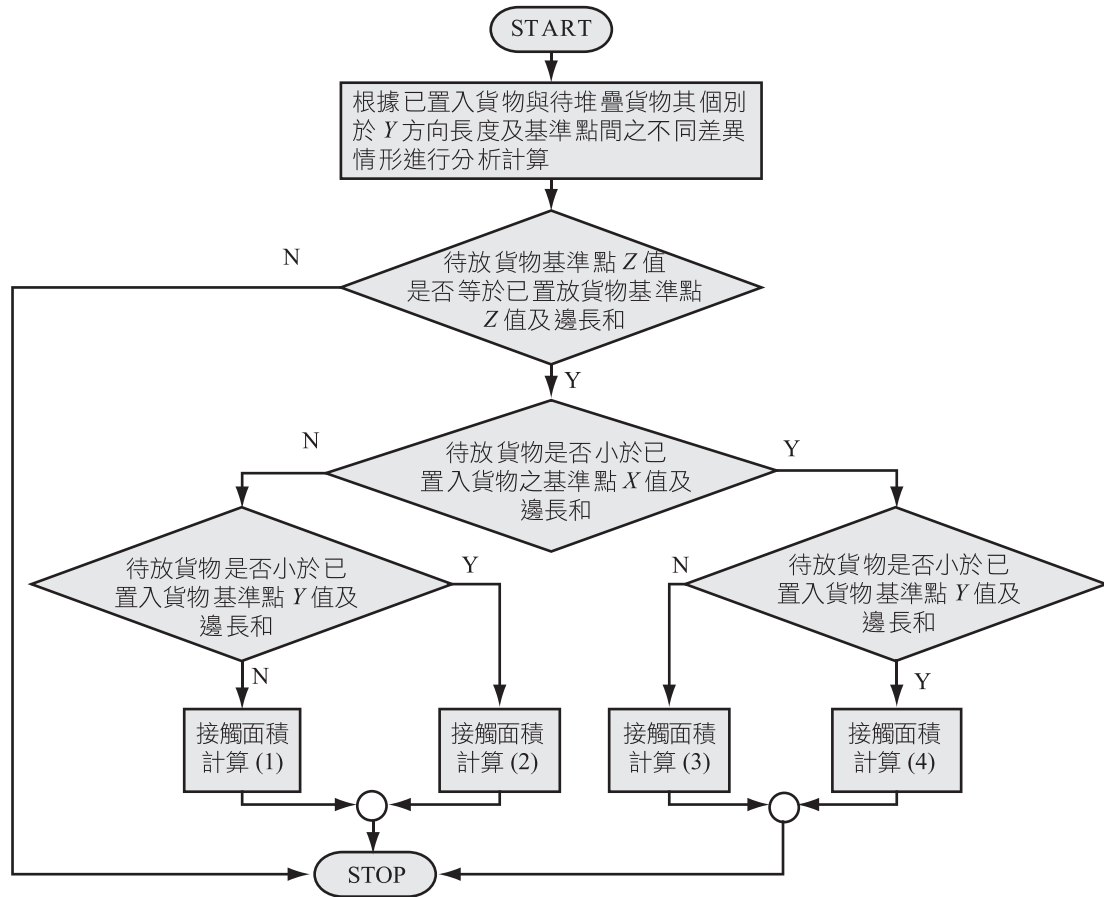 START
根據已置入貨物與待堆疊貨物其個別
於 Y 方向長度及基準點間之不同差異
情形進行分析計算
N
待放貨物基準點 Z 值
是否等於已置放貨物基準點
Z 值及邊長和
Y
N
待放貨物是否小於已
置入貨物之基準點 X 值及
邊長和
Y
待放貨物是否小於已
置入貨物基準點 Y 值及
邊長和
Y
N
待放貨物是否小於已
置入貨物基準點 Y 值及
邊長和
N
Y
接觸面積
計算 (1)
接觸面積
計算 (2)
接觸面積
計算 (3)
接觸面積
計算 (4)
STOP